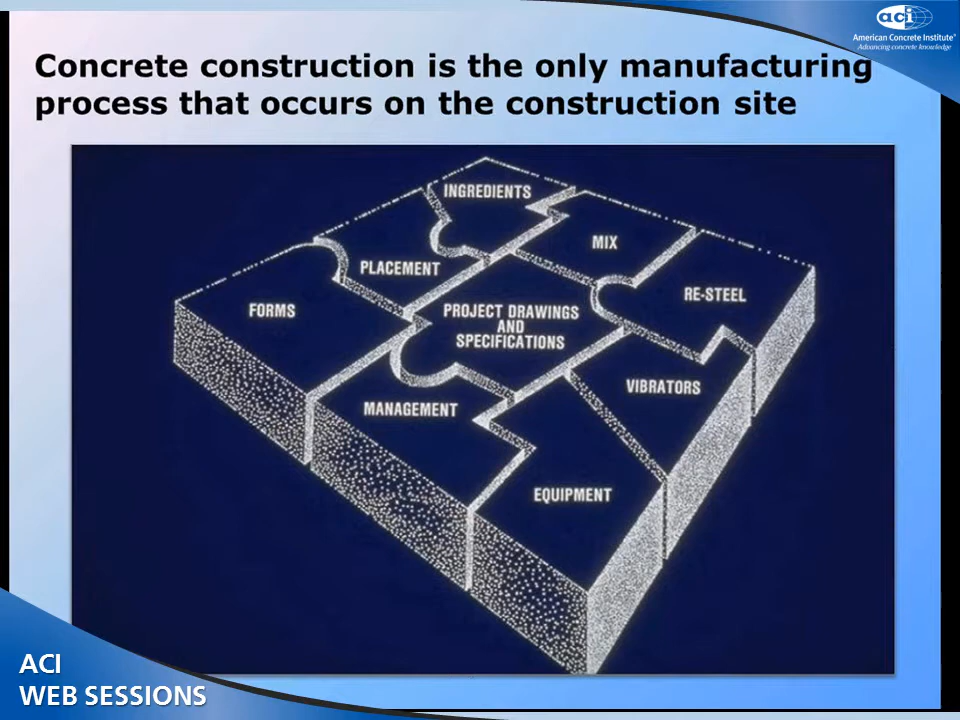 aci
American Concrete Institute®
Advancing concrete knowledge
Concrete construction is the only manufacturing
process that occurs on the construction site
INGREDIENTS
MIX
PLACEMENT
RE-STEEL
FORMS
PROJECT DRAWINGS
AND
SPECIFICATIONS
VIBRATORS
MANAGEMENT
EQUIPMENT
ACI
WEB SESSIONS